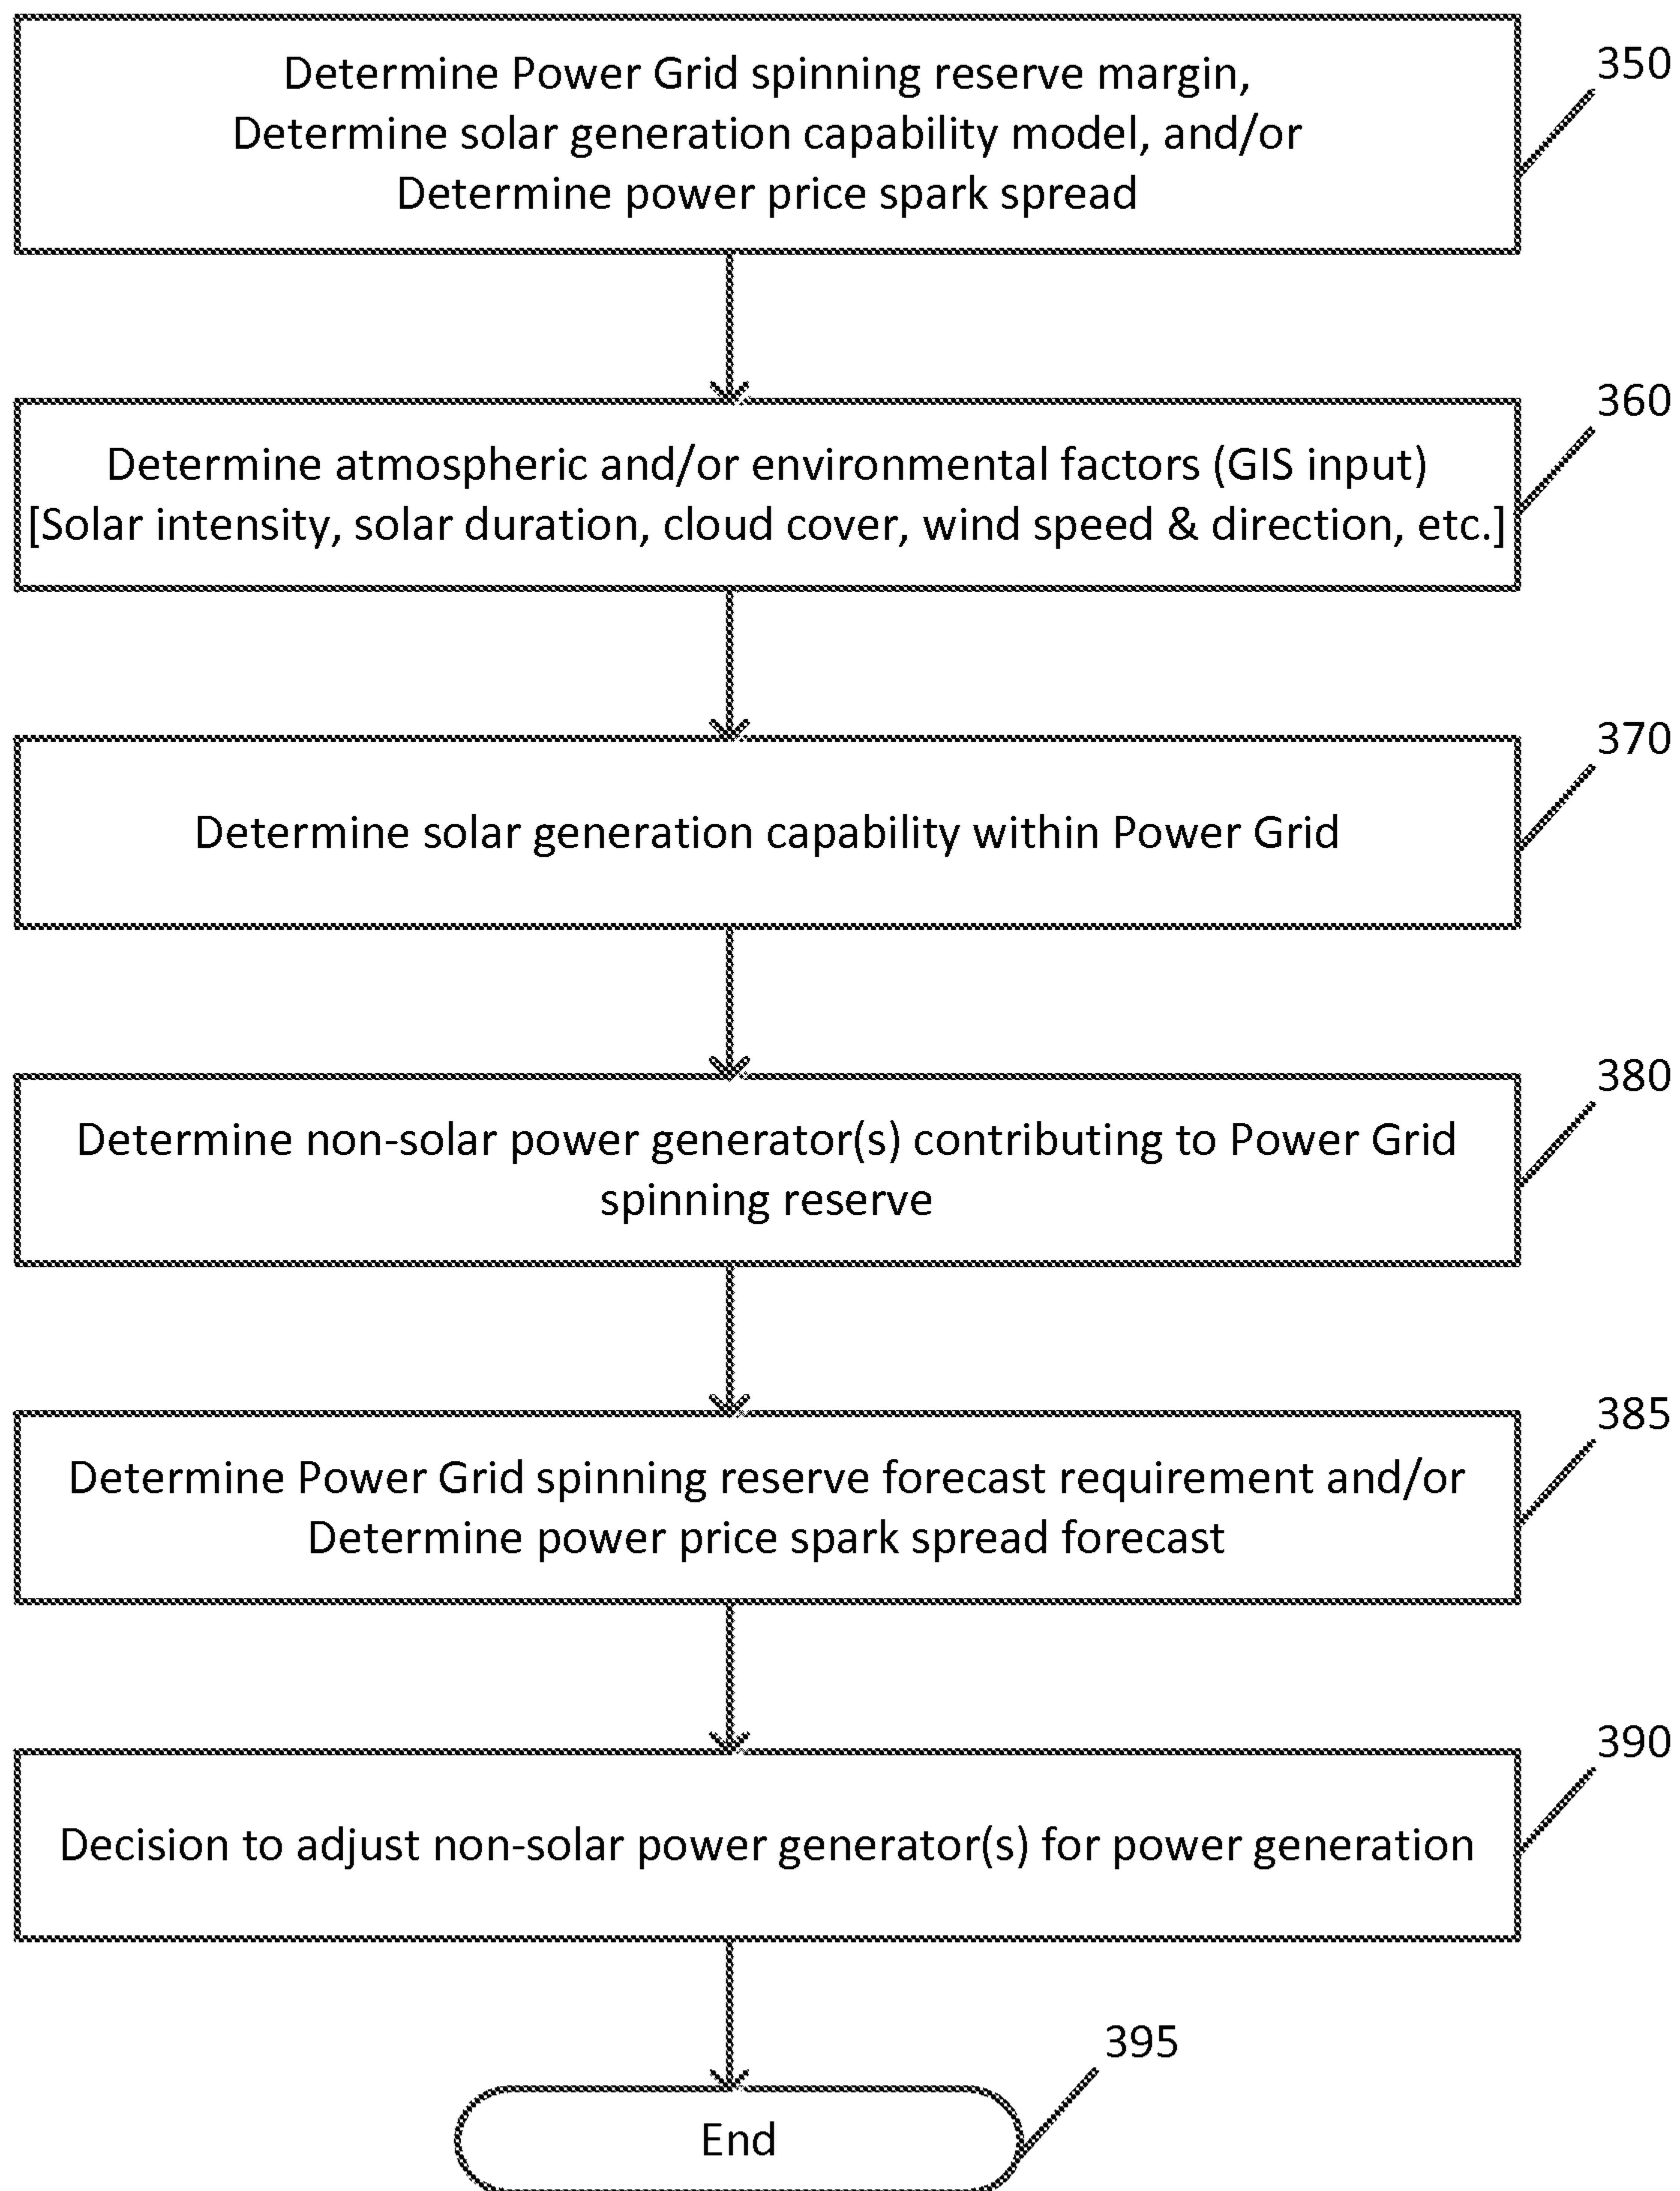 350
Determine Power Grid spinning reserve margin,
Determine solar generation capability model, and/or
Determine power price spark spread
360
Determine atmospheric and/or environmental factors (GIS input)
[Solar intensity, solar duration, cloud cover, wind speed & direction, etc.]
370
Determine solar generation capability within Power Grid
380
Determine non-solar power generator(s) contributing to Power Grid
spinning reserve
385
Determine Power Grid spinning reserve forecast requirement and/or
Determine power price spark spread forecast
390
Decision to adjust non-solar power generator(s) for power generation
395
End